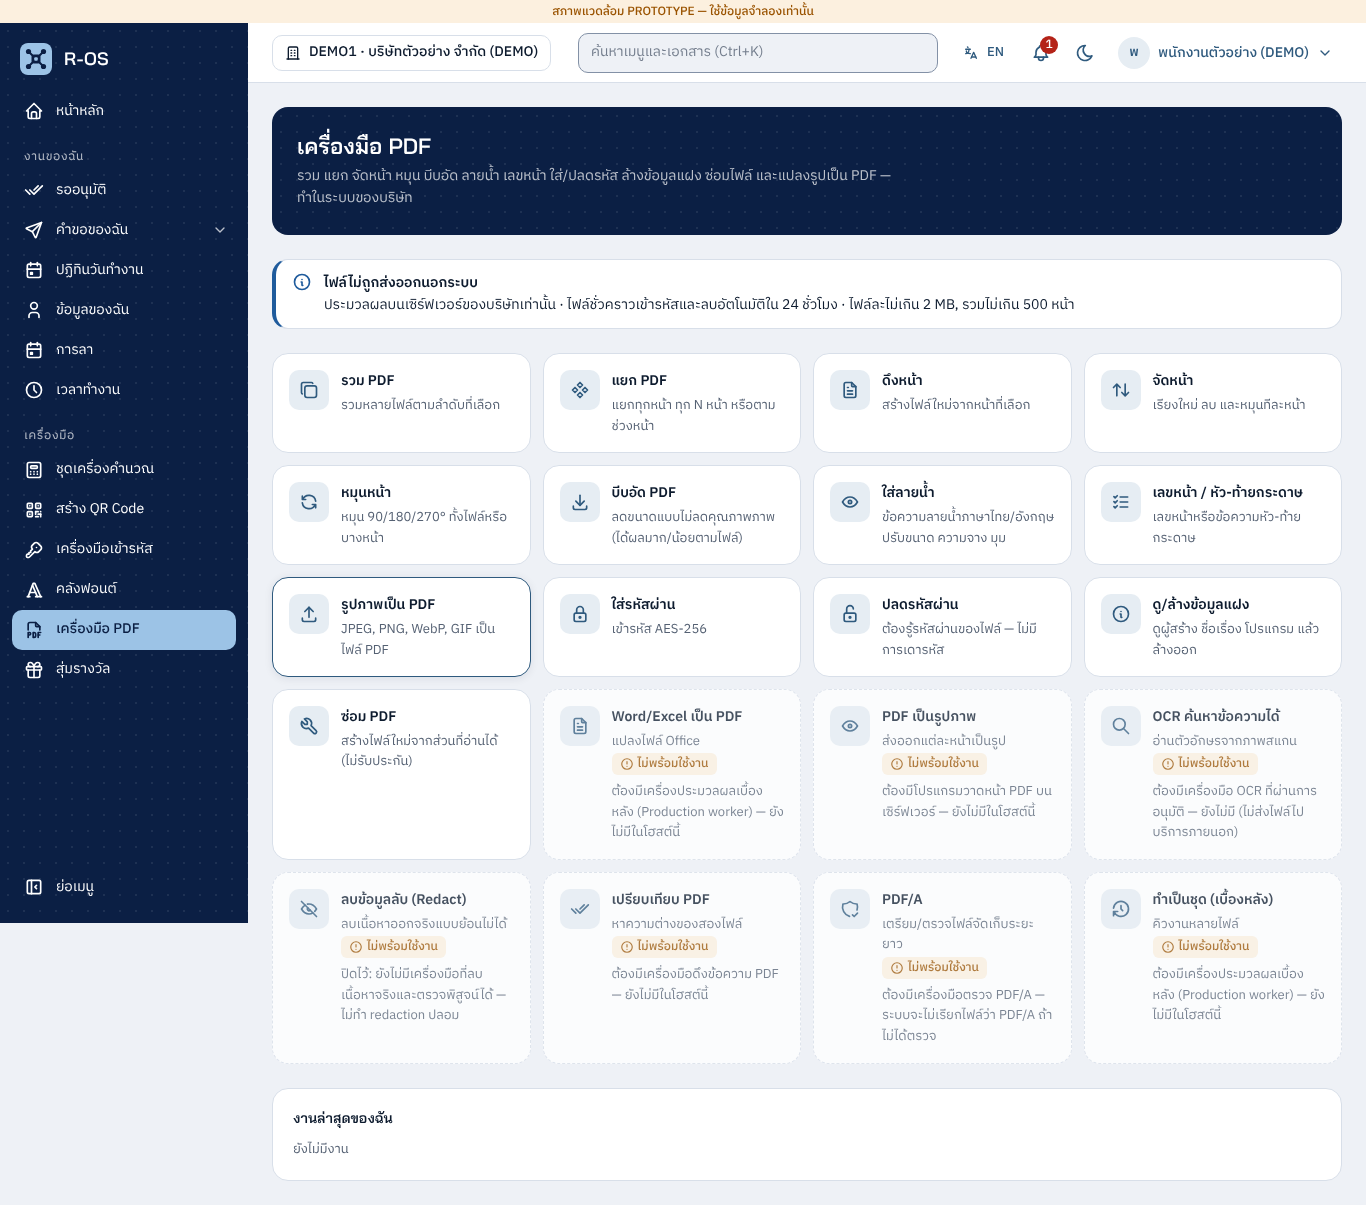 สภาพแวดล้อม PROTOTYPE — ใช้ข้อมูลจำลองเท่านั้น
R-OS
DEMO1 · บริษัทตัวอย่าง จำกัด (DEMO)
ค้นหาเมนูและเอกสาร (Ctrl+K)
EN
1
พ
พนักงานตัวอย่าง (DEMO)
หน้าหลัก
งานของฉัน
รออนุมัติ
คำขอของฉัน
ปฏิทินวันทำงาน
ข้อมูลของฉัน
การลา
เวลาทำงาน
เครื่องมือ
ชุดเครื่องคำนวณ
สร้าง QR Code
เครื่องมือเข้ารหัส
คลังฟอนต์
เครื่องมือ PDF
สุ่มรางวัล
ย่อเมนู
เครื่องมือ PDF
รวม แยก จัดหน้า หมุน บีบอัด ลายน้ำ เลขหน้า ใส่/ปลดรหัส ล้างข้อมูลแฝง ซ่อมไฟล์ และแปลงรูปเป็น PDF —
ทำในระบบของบริษัท
ไฟล์ไม่ถูกส่งออกนอกระบบ
ประมวลผลบนเซิร์ฟเวอร์ของบริษัทเท่านั้น · ไฟล์ชั่วคราวเข้ารหัสและลบอัตโนมัติใน 24 ชั่วโมง · ไฟล์ละไม่เกิน 2 MB, รวมไม่เกิน 500 หน้า
รวม PDF
รวมหลายไฟล์ตามลำดับที่เลือก
แยก PDF
แยกทุกหน้า ทุก N หน้า หรือตาม
ช่วงหน้า
ดึงหน้า
สร้างไฟล์ใหม่จากหน้าที่เลือก
จัดหน้า
เรียงใหม่ ลบ และหมุนทีละหน้า
หมุนหน้า
หมุน 90/180/270° ทั้งไฟล์หรือ
บางหน้า
บีบอัด PDF
ลดขนาดแบบไม่ลดคุณภาพภาพ
(ได้ผลมาก/น้อยตามไฟล์)
ใส่ลายน้ำ
ข้อความลายน้ำภาษาไทย/อังกฤษ
ปรับขนาด ความจาง มุม
เลขหน้า / หัว-ท้ายกระดาษ
เลขหน้าหรือข้อความหัว-ท้าย
กระดาษ
รูปภาพเป็น PDF
JPEG, PNG, WebP, GIF เป็น
ไฟล์ PDF
ใส่รหัสผ่าน
เข้ารหัส AES-256
ปลดรหัสผ่าน
ต้องรู้รหัสผ่านของไฟล์ — ไม่มี
การเดารหัส
ดู/ล้างข้อมูลแฝง
ดูผู้สร้าง ชื่อเรื่อง โปรแกรม แล้ว
ล้างออก
ซ่อม PDF
สร้างไฟล์ใหม่จากส่วนที่อ่านได้
(ไม่รับประกัน)
Word/Excel เป็น PDF
แปลงไฟล์ Office
ไม่พร้อมใช้งาน
ต้องมีเครื่องประมวลผลเบื้อง
หลัง (Production worker) — ยัง
ไม่มีในโฮสต์นี้
PDF เป็นรูปภาพ
ส่งออกแต่ละหน้าเป็นรูป
ไม่พร้อมใช้งาน
ต้องมีโปรแกรมวาดหน้า PDF บน
เซิร์ฟเวอร์ — ยังไม่มีในโฮสต์นี้
OCR ค้นหาข้อความได้
อ่านตัวอักษรจากภาพสแกน
ไม่พร้อมใช้งาน
ต้องมีเครื่องมือ OCR ที่ผ่านการ
อนุมัติ — ยังไม่มี (ไม่ส่งไฟล์ไป
บริการภายนอก)
ลบข้อมูลลับ (Redact)
ลบเนื้อหาออกจริงแบบย้อนไม่ได้
ไม่พร้อมใช้งาน
ปิดไว้: ยังไม่มีเครื่องมือที่ลบ
เนื้อหาจริงและตรวจพิสูจน์ได้ —
ไม่ทำ redaction ปลอม
เปรียบเทียบ PDF
หาความต่างของสองไฟล์
ไม่พร้อมใช้งาน
ต้องมีเครื่องมือดึงข้อความ PDF
— ยังไม่มีในโฮสต์นี้
PDF/A
เตรียม/ตรวจไฟล์จัดเก็บระยะ
ยาว
ไม่พร้อมใช้งาน
ต้องมีเครื่องมือตรวจ PDF/A —
ระบบจะไม่เรียกไฟล์ว่า PDF/A ถ้า
ไม่ได้ตรวจ
ทำเป็นชุด (เบื้องหลัง)
คิวงานหลายไฟล์
ไม่พร้อมใช้งาน
ต้องมีเครื่องประมวลผลเบื้อง
หลัง (Production worker) — ยัง
ไม่มีในโฮสต์นี้
งานล่าสุดของฉัน
ยังไม่มีงาน